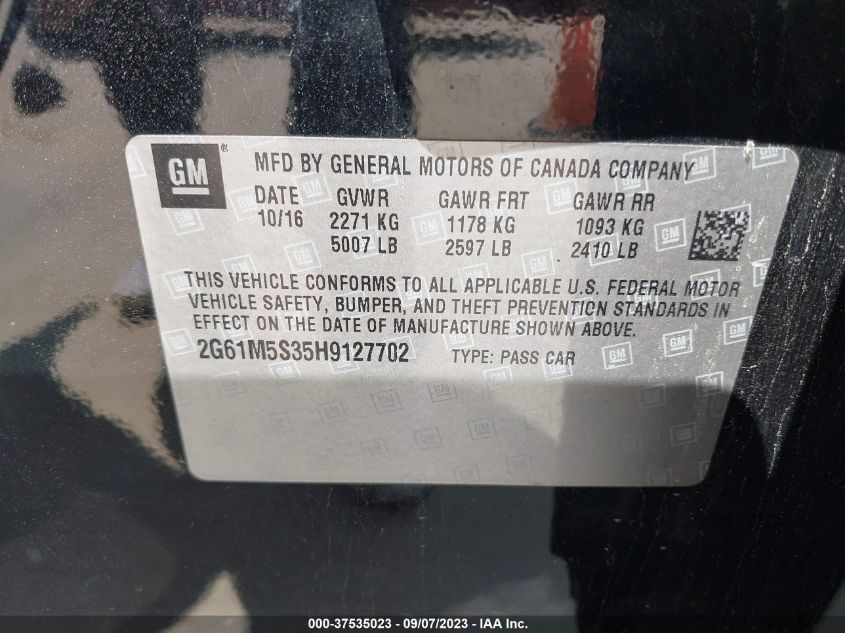 GM ® MFD BY GENERAL MOTORS OF CANADA COMPANY
DATE GVWR GAWR FRT GAWR RR
10/16 2271 KG 1178 KG 1093 KG
5007 LB 2597 LB 2410 LB
THIS VEHICLE CONFORMS TO ALL APPLICABLE U.S. FEDERAL MOTOR
VEHICLE SAFETY, BUMPER, AND THEFT PREVENTION STANDARDS IN
EFFECT ON THE DATE OF MANUFACTURE SHOWN ABOVE.
2G61M5S35H9127702 TYPE: PASS CAR
000-37535023 - 09/07/2023 - IAA Inc.